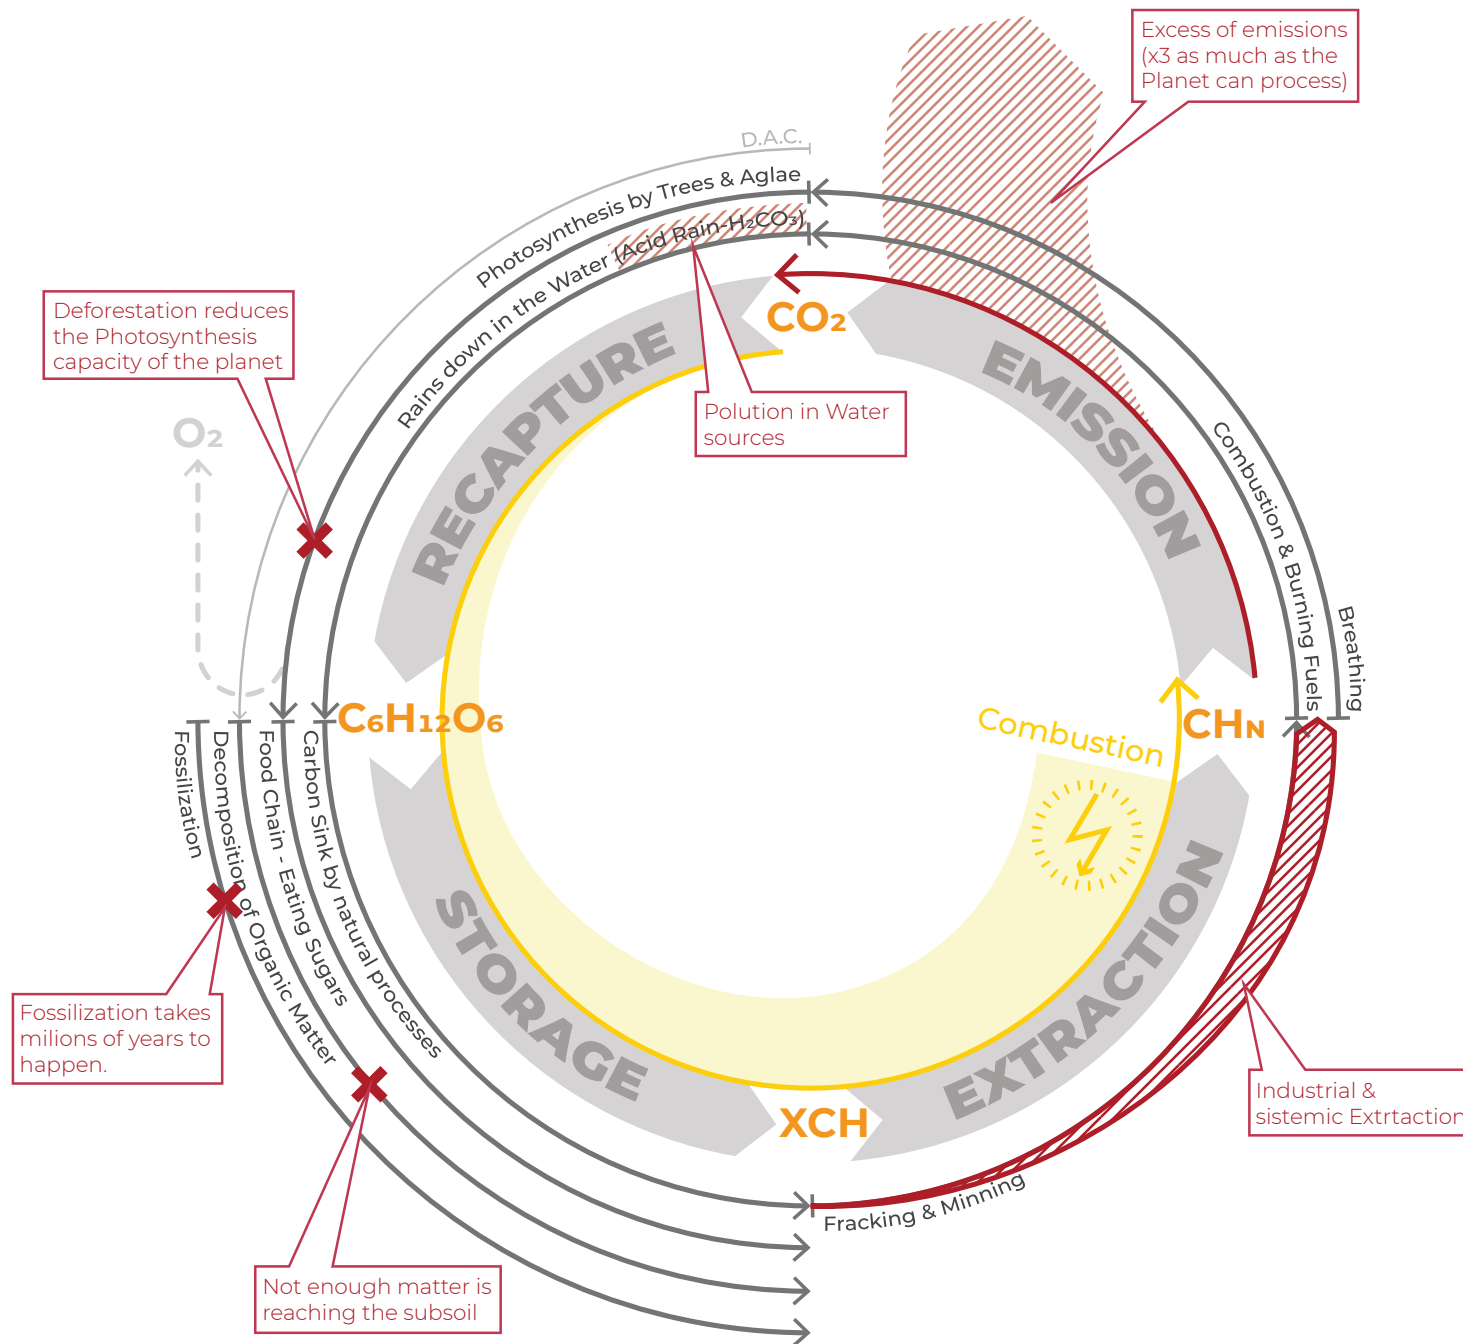 Excess of emissions
(x3 as much as the
Planet can process)
D.A.C.
Photosynthesis by Trees & Aglae
Rains down in the Water (Acid Rain-H₂CO₃)
Deforestation reduces
the Photosynthesis
capacity of the planet
CO₂
RECAPTURE
EMISSION
Polution in Water
sources
O₂
Combustion & Burning Fuels
Breathing
C₆H₁₂O₆
Combustion
CHN
Fossilization
Decomposition of Organic Matter
Food Chain - Eating Sugars
Carbon Sink by natural processes
STORAGE
EXTRACTION
Fossilization takes
milions of years to
happen.
XCH
Industrial &
sistemic Extrtaction
Fracking & Minning
Not enough matter is
reaching the subsoil